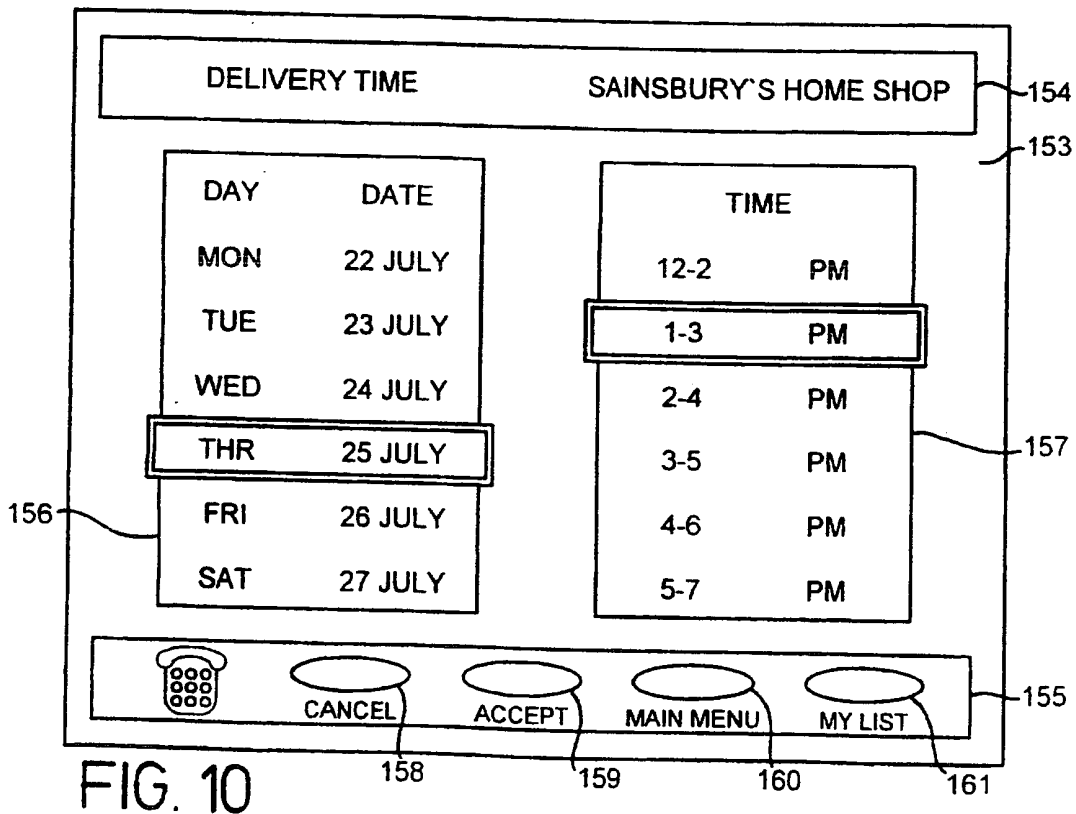 DELIVERY TIME SAINSBURY`S HOME SHOP
154
153
DAY DATE
MON 22 JULY
TUE 23 JULY
WED 24 JULY
THR 25 JULY
FRI 26 JULY
SAT 27 JULY
156
TIME
12-2 PM
1-3 PM
2-4 PM
3-5 PM
4-6 PM
5-7 PM
157
CANCEL ACCEPT MAIN MENU MY LIST
155
158 159 160 161
FIG. 10